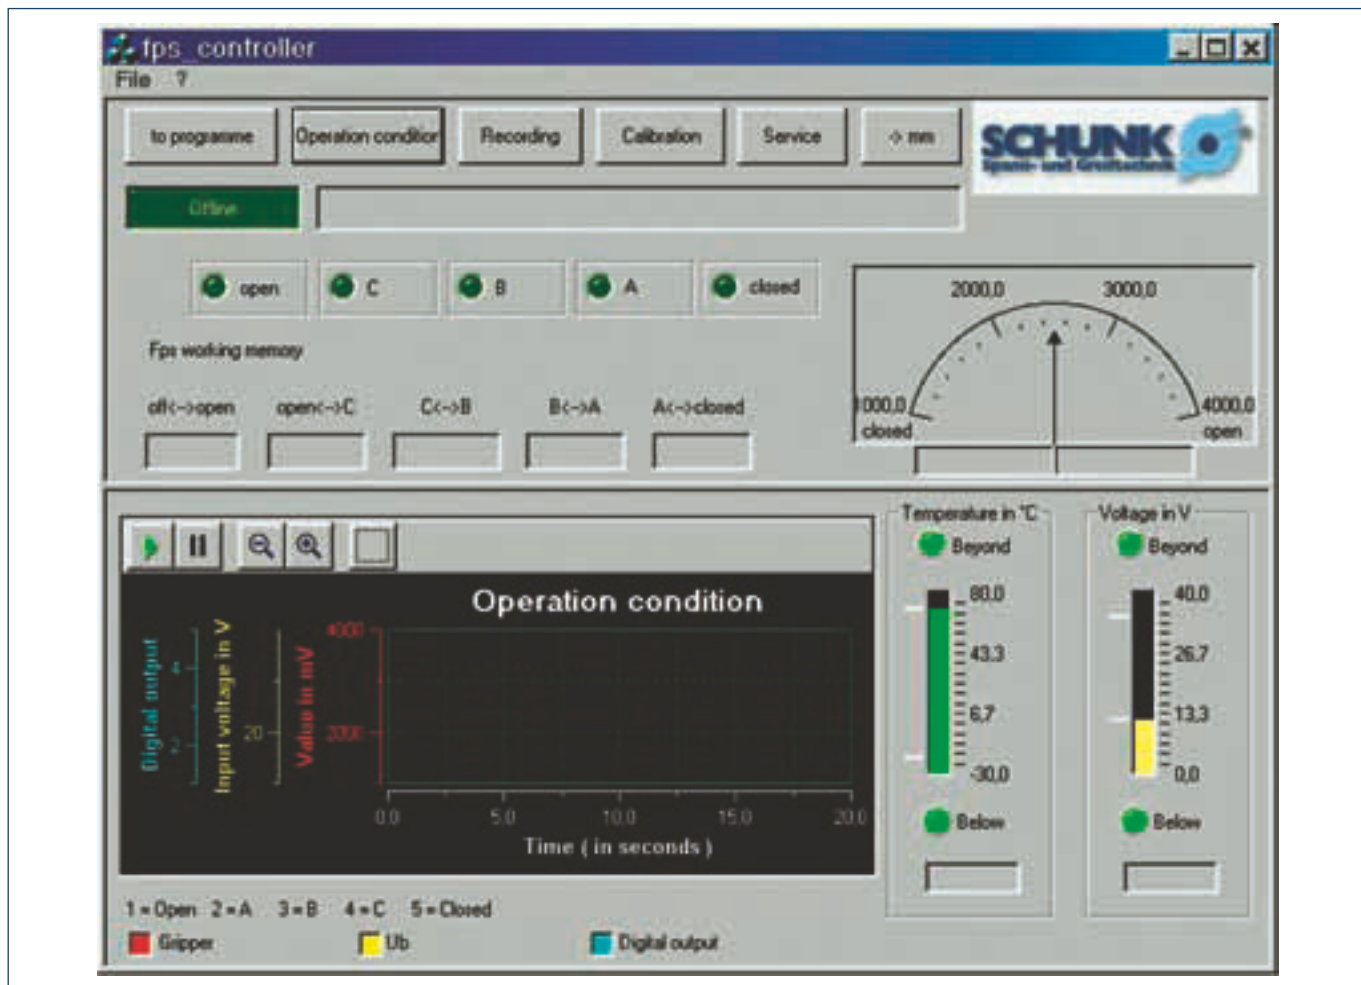 fps_controller
File ?
to programme Operation condition Recording Calibration Service -> mm
SCHUNK
Spann- und Greiftechnik
Offline
open C B A closed
2000,0 3000,0
Fps working memory
off<->open open<->C C<->B B<->A A<->closed
1000,0 4000,0
closed open
Temperature in °C Voltage in V
Beyond Beyond
Operation condition
80.0 40.0
43.3 26.7
6,7 13,3
-30,0 0,0
Digital output
4
2
Input voltage in V
20
Value in mV
4000
2000
0.0 5.0 10.0 15.0 20.0
Time ( in seconds )
Below Below
1 = Open 2 = A 3 = B 4 = C 5 = Closed
Gripper Ub Digital output